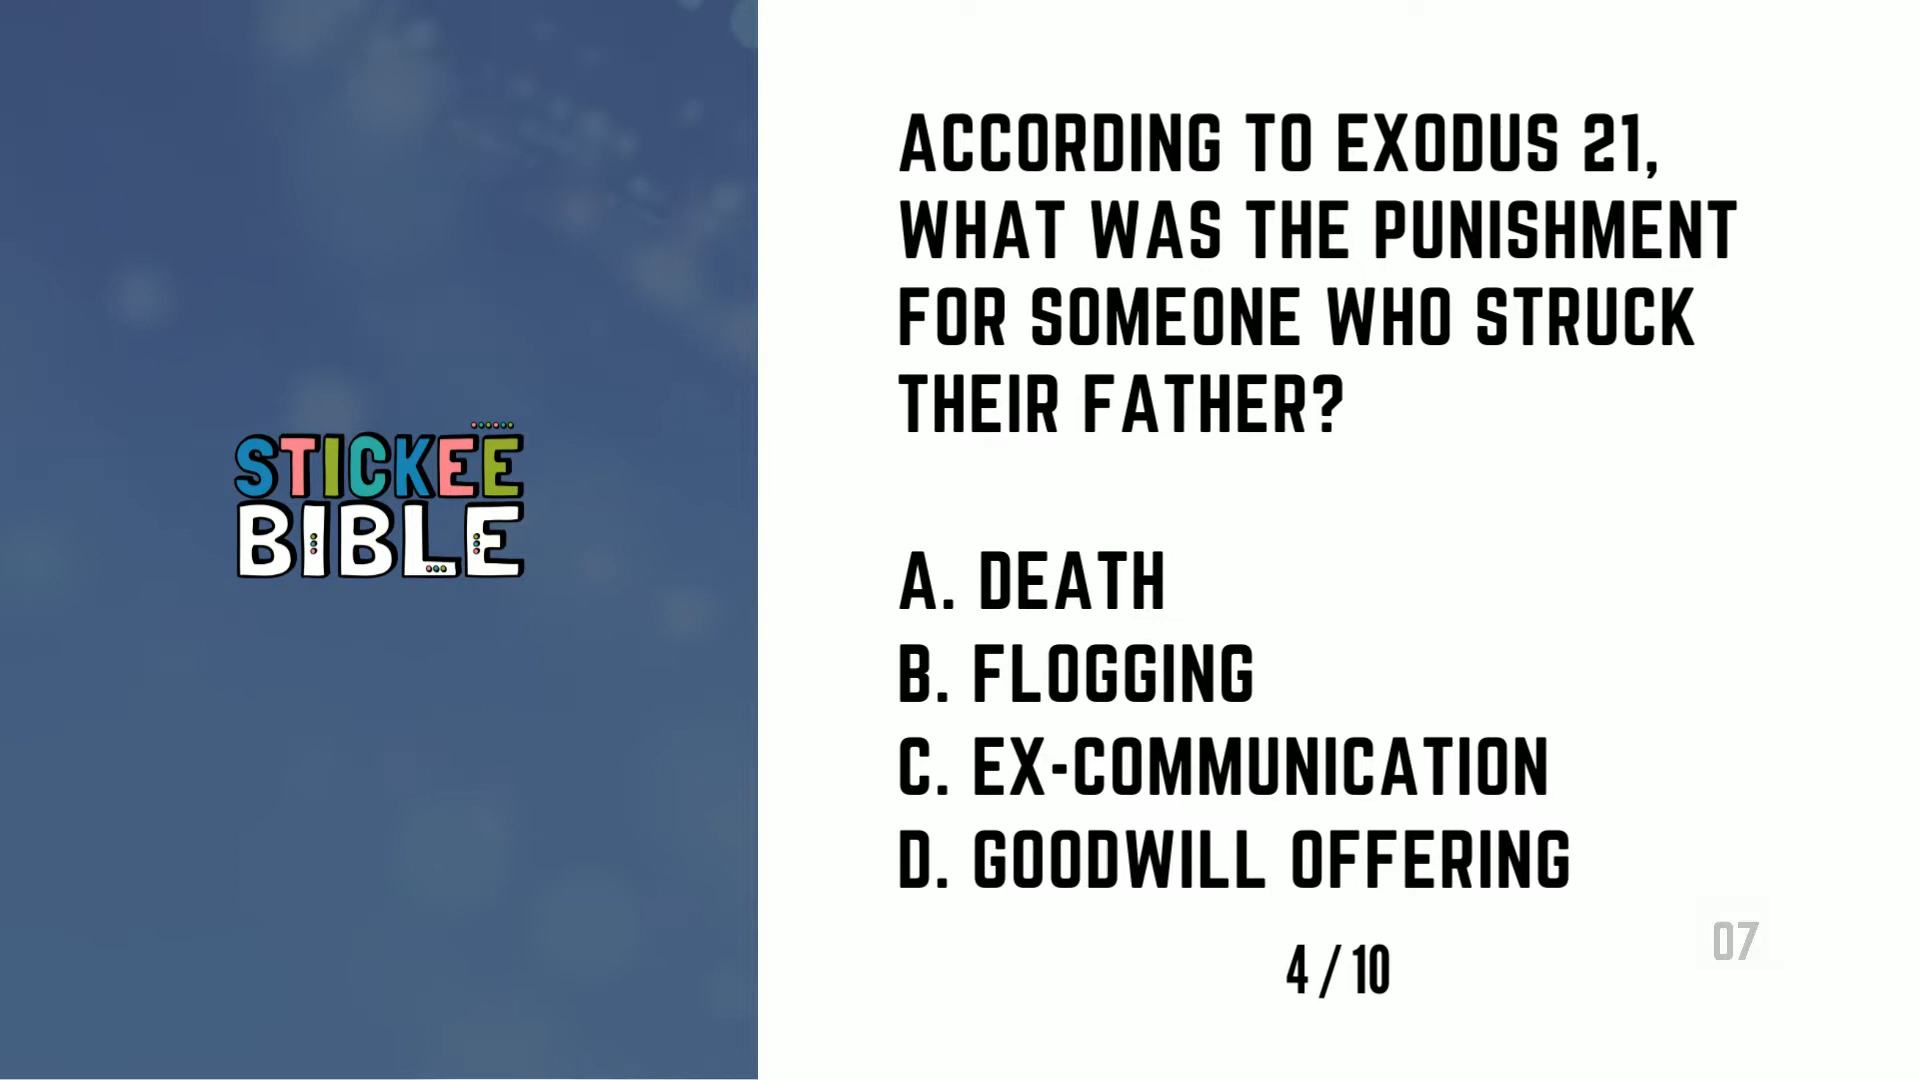 STICKEE
BIBLE
ACCORDING TO EXODUS 21,
WHAT WAS THE PUNISHMENT
FOR SOMEONE WHO STRUCK
THEIR FATHER?
A. DEATH
B. FLOGGING
C. EX-COMMUNICATION
D. GOODWILL OFFERING
07
4 / 10